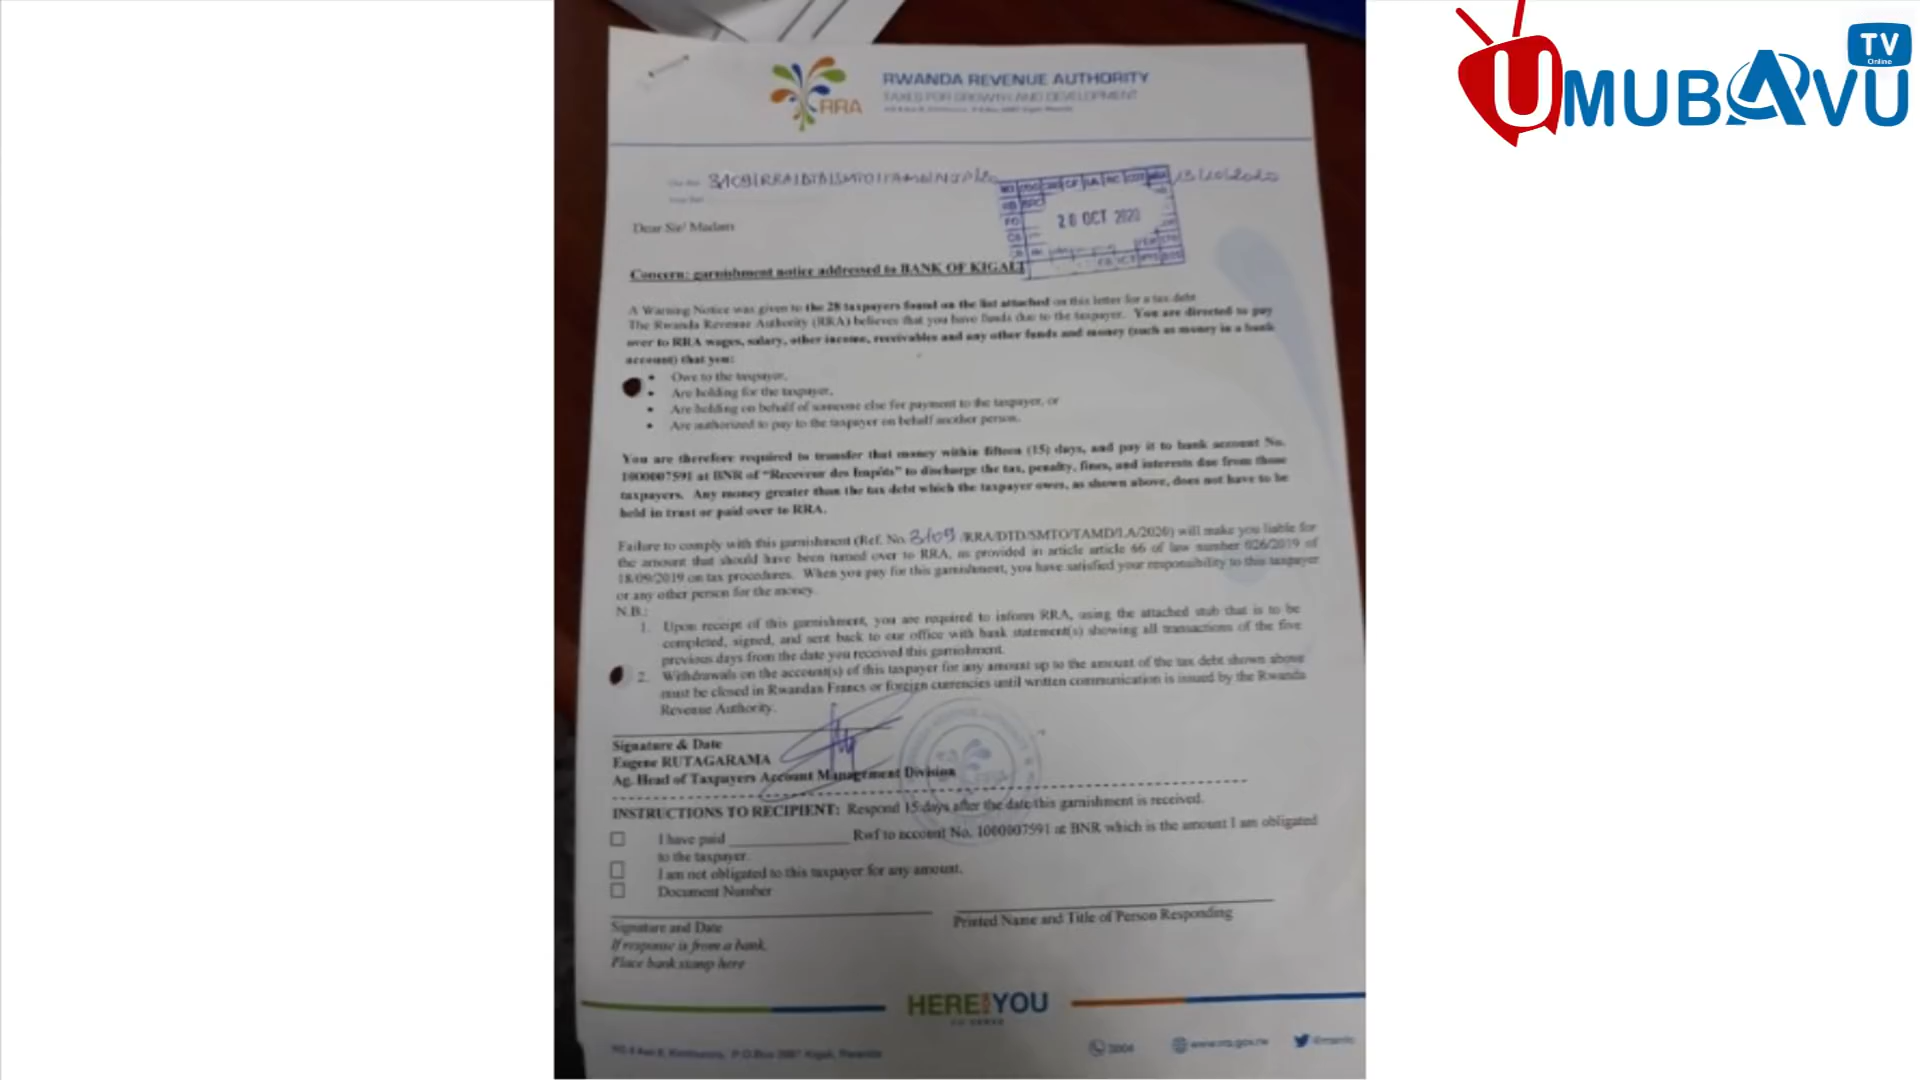 UMUBAVU
TV
Online
RRA
RWANDA REVENUE AUTHORITY
TAXES FOR GROWTH AND DEVELOPMENT
Dear Sir/ Madam
28 OCT 2020
Concern: garnishment notice addressed to BANK OF KIGALI
A Warning Notice was given to the 28 taxpayers found on the list attached on this letter for a tax debt
The Rwanda Revenue Authority (RRA) believes that you have funds due to the taxpayer. You are directed to pay
over to RRA wages, salary, other income, receivables and any other funds and money (such as money in a bank
account) that you:
• Owe to the taxpayer,
• Are holding for the taxpayer,
• Are holding on behalf of someone else for payment to the taxpayer, or
• Are authorized to pay to the taxpayer on behalf another person.
You are therefore required to transfer that money within fifteen (15) days, and pay it to bank account No.
1000007591 at BNR of “Receveur des Impôts” to discharge the tax, penalty, fines, and interests due from those
taxpayers. Any money greater than the tax debt which the taxpayer owes, as shown above, does not have to be
held in trust or paid over to RRA.
Failure to comply with this garnishment (Ref. No. 3109 /RRA/DTD/SMTO/TAMD/I.A/2020) will make you liable for
the amount that should have been turned over to RRA, as provided in article article 66 of law number 026/2019 of
18/09/2019 on tax procedures. When you pay for this garnishment, you have satisfied your responsibility to this taxpayer
or any other person for the money.
N.B.:
1. Upon receipt of this garnishment, you are required to inform RRA, using the attached stub that is to be
completed, signed, and sent back to our office with bank statement(s) showing all transactions of the five
previous days from the date you received this garnishment.
2. Withdrawals on the account(s) of this taxpayer for any amount up to the amount of the tax debt shown above
must be closed in Rwandan Francs or foreign currencies until written communication is issued by the Rwanda
Revenue Authority.
Signature & Date
Eugene RUTAGARAMA
Ag. Head of Taxpayers Account Management Division
INSTRUCTIONS TO RECIPIENT: Respond 15 days after the date this garnishment is received.
I have paid Rwf to account No. 1000007591 at BNR which is the amount I am obligated
to the taxpayer.
I am not obligated to this taxpayer for any amount.
Document Number
Signature and Date
Printed Name and Title of Person Responding
If response is from a bank,
Place bank stamp here
HERE FOR YOU
TO SERVE
Kigali, Rwanda
3004
www.rra.gov.rw